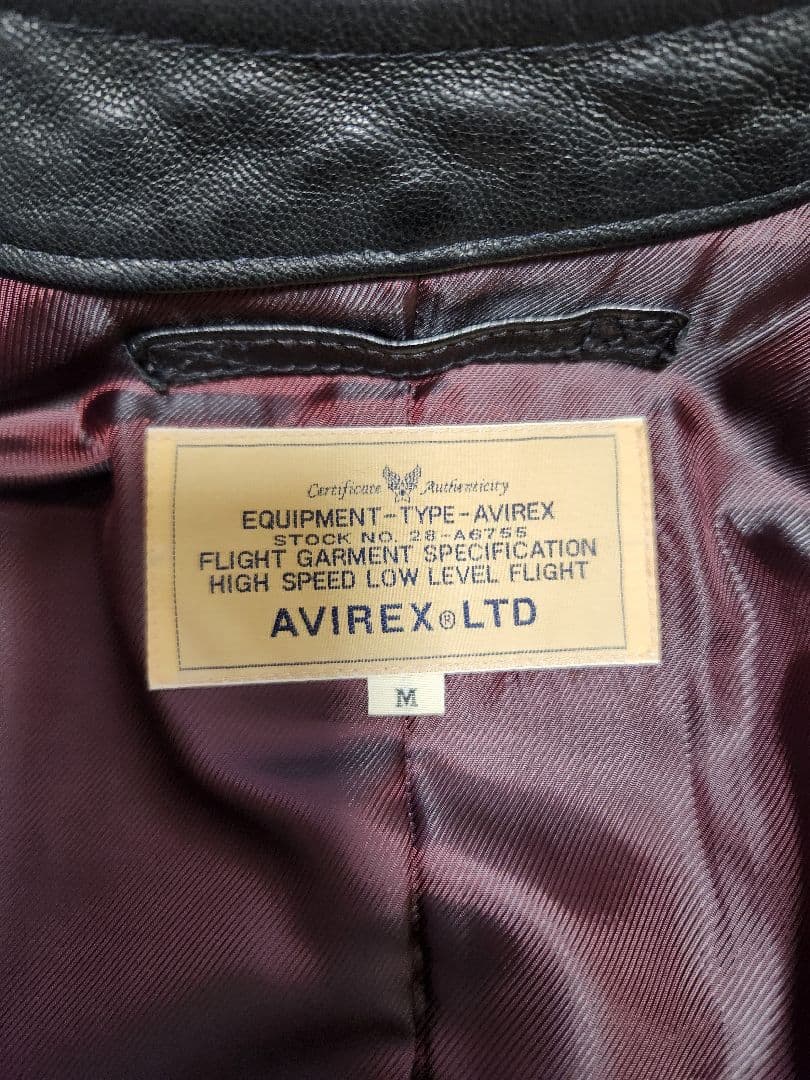 Certificate Authenticity
EQUIPMENT-TYPE-AVIREX
STOCK NO. 28-A6755
FLIGHT GARMENT SPECIFICATION
HIGH SPEED LOW LEVEL FLIGHT
AVIREX®LTD
M